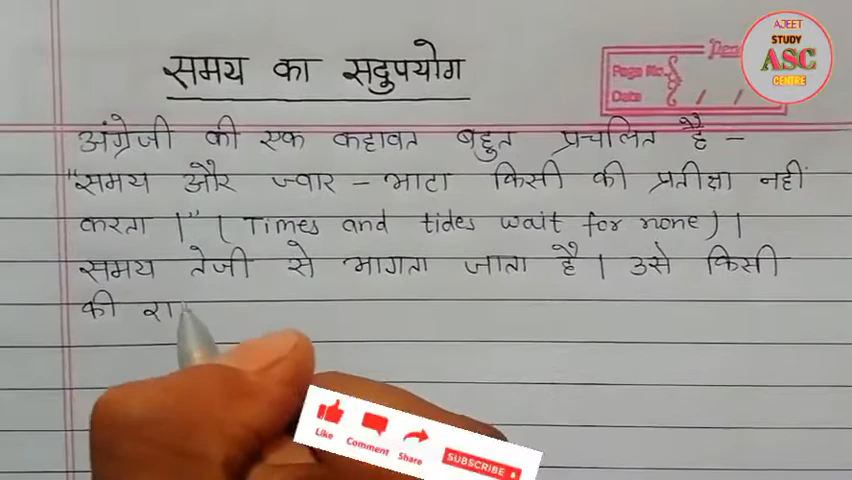 समय का सदुपयोग
AJEET
STUDY
ASC
CENTRE
Page No.
Date
अंग्रेजी की एक कहावत बहुत प्रचलित है -
"समय और ज्वार - भाटा किसी की प्रतीक्षा नहीं
करता ।" ( Times and tides wait for none ) ।
समय तेजी से भागता जाता है । उसे किसी
की रा
Like Comment Share SUBSCRIBE